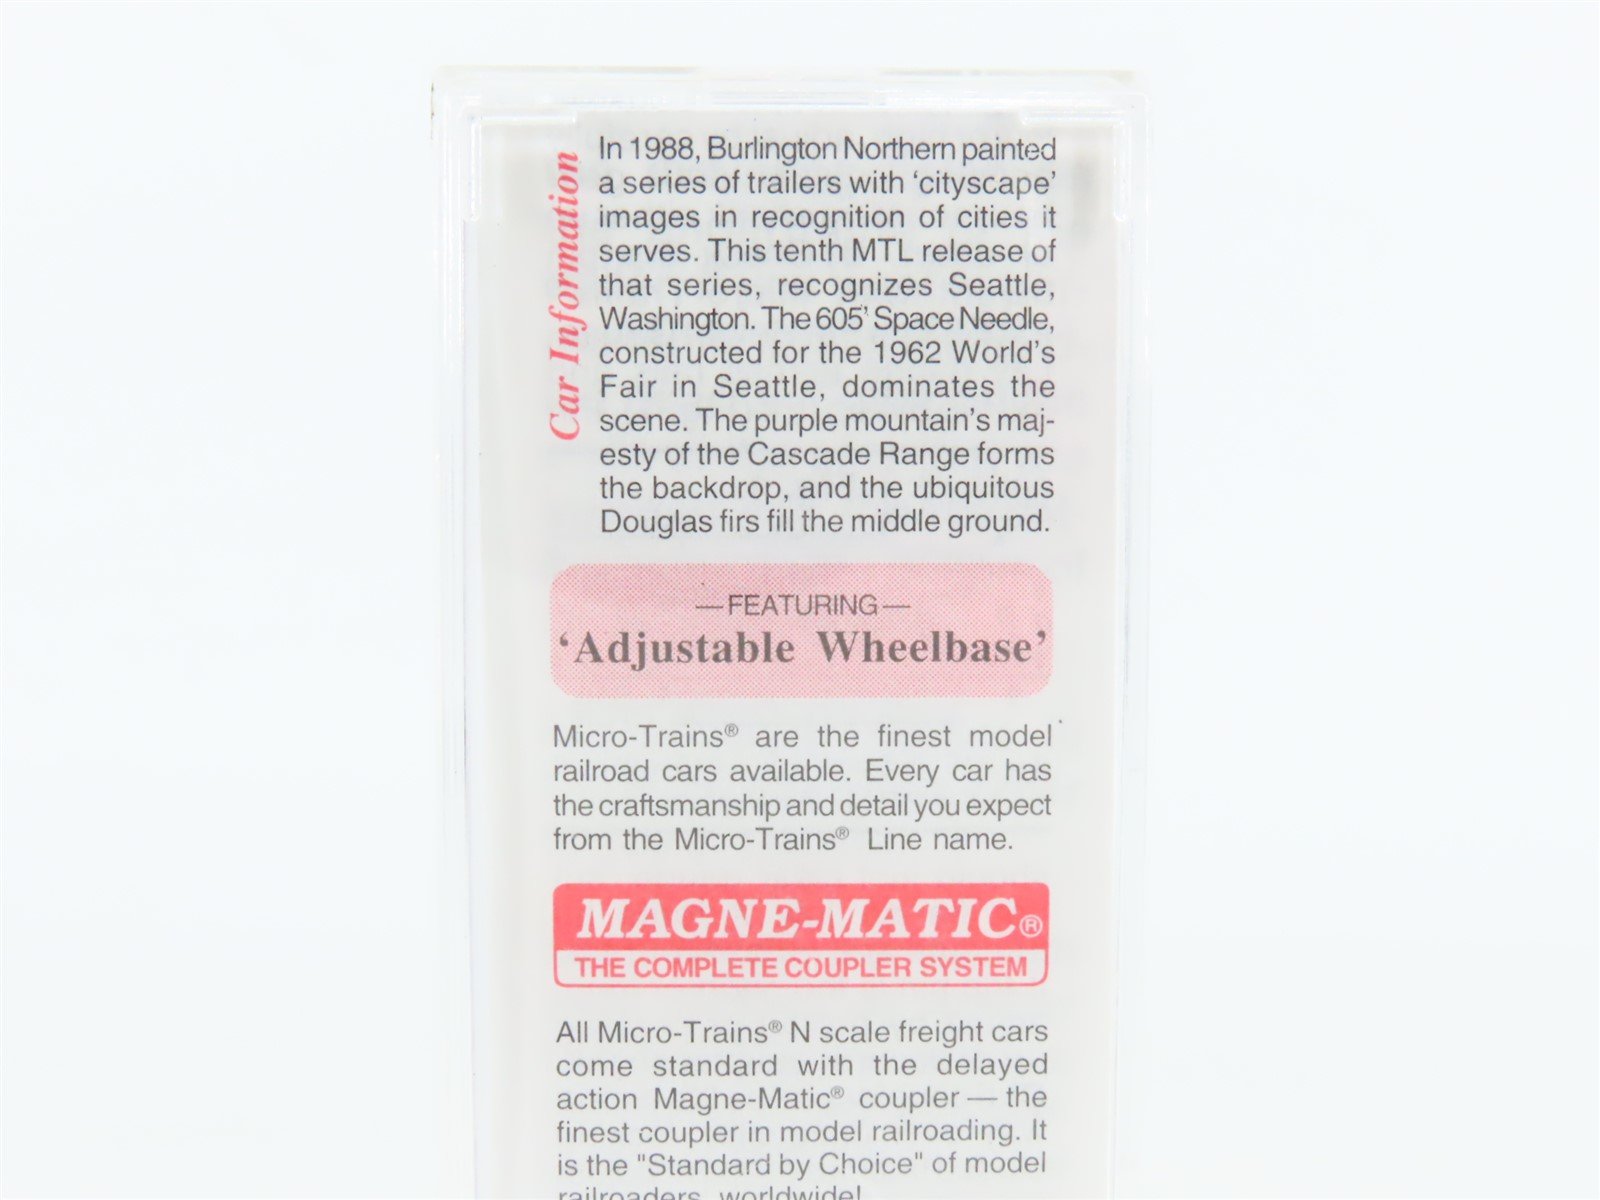 Car Information
In 1988, Burlington Northern painted
a series of trailers with ‘cityscape’
images in recognition of cities it
serves. This tenth MTL release of
that series, recognizes Seattle,
Washington. The 605’ Space Needle,
constructed for the 1962 World’s
Fair in Seattle, dominates the
scene. The purple mountain’s maj-
esty of the Cascade Range forms
the backdrop, and the ubiquitous
Douglas firs fill the middle ground.
—FEATURING—
‘Adjustable Wheelbase’
Micro-Trains® are the finest model
railroad cars available. Every car has
the craftsmanship and detail you expect
from the Micro-Trains® Line name.
MAGNE-MATIC®
THE COMPLETE COUPLER SYSTEM
All Micro-Trains® N scale freight cars
come standard with the delayed
action Magne-Matic® coupler — the
finest coupler in model railroading. It
is the "Standard by Choice" of model
railroaders worldwide!